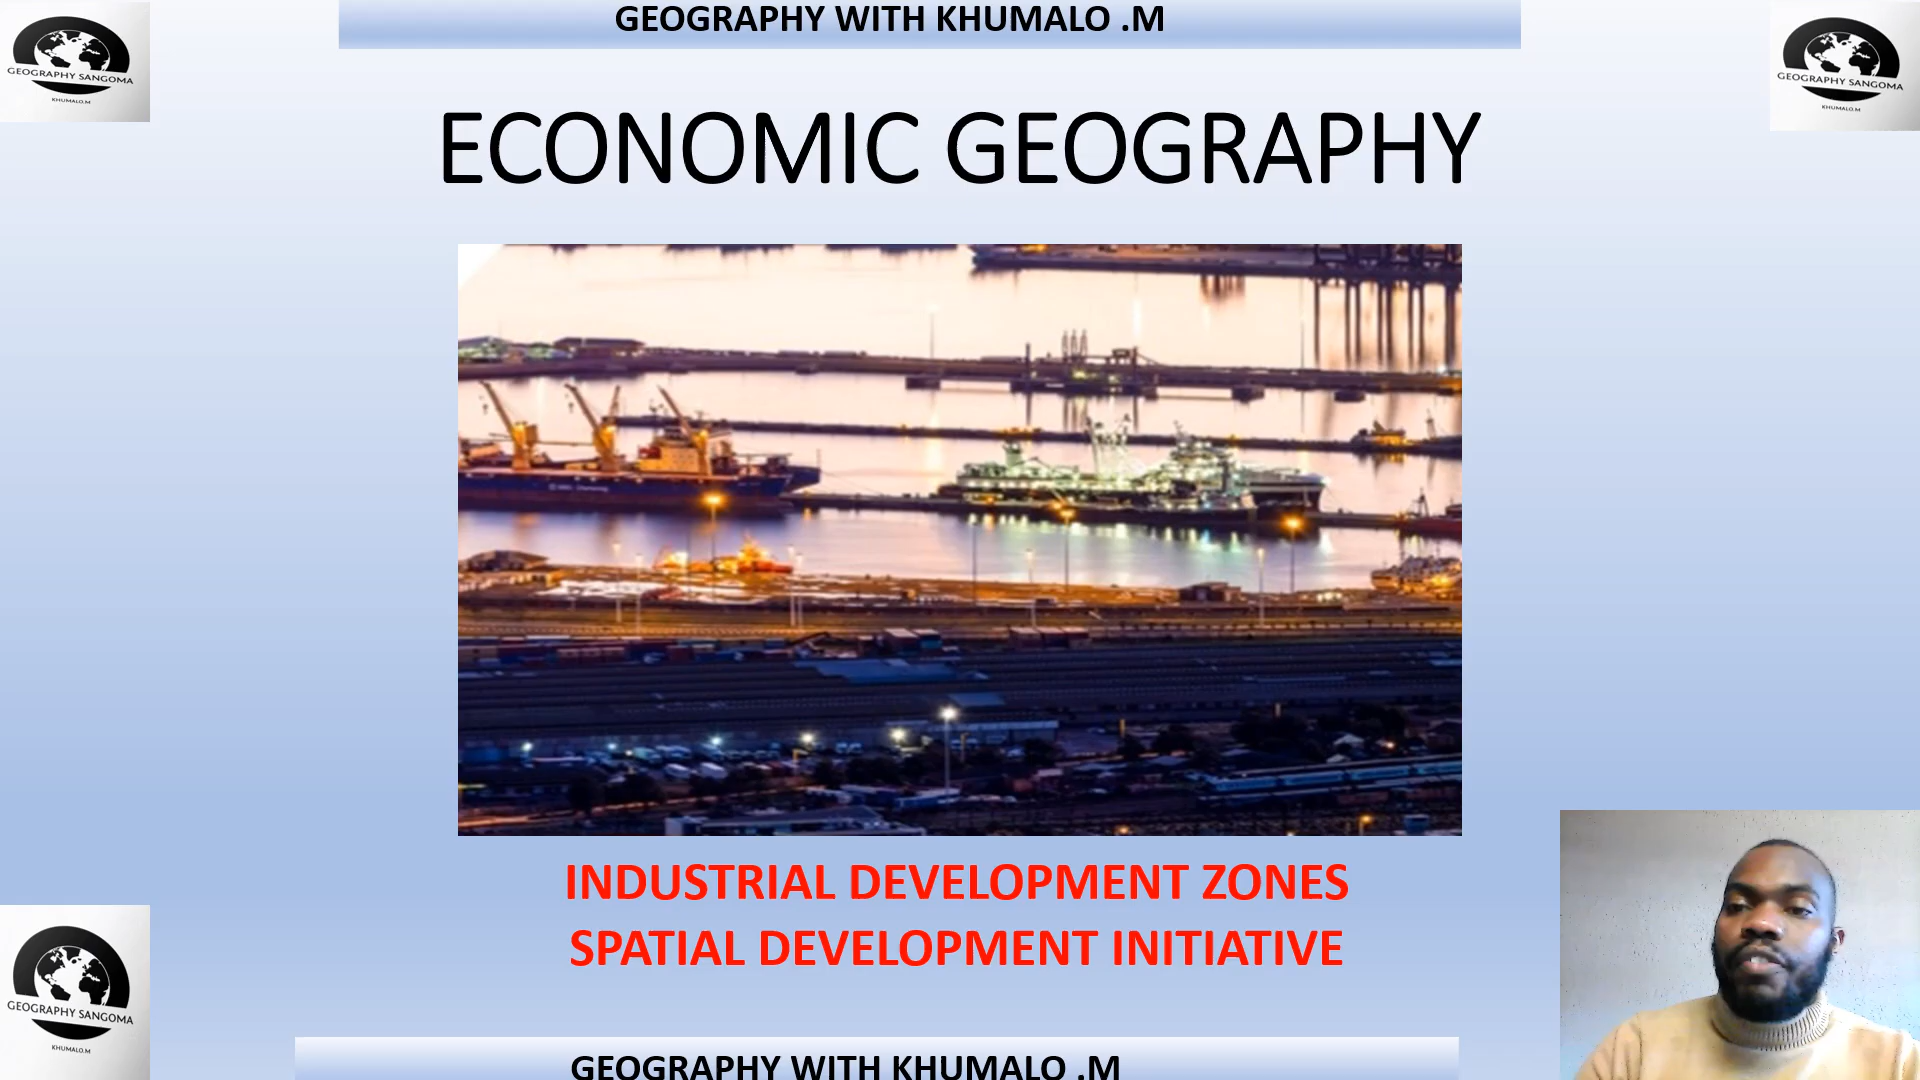 GEOGRAPHY WITH KHUMALO .M
GEOGRAPHY SANGOMA
KHUMALO.M
GEOGRAPHY SANGOMA
KHUMALO.M
ECONOMIC GEOGRAPHY
INDUSTRIAL DEVELOPMENT ZONES
SPATIAL DEVELOPMENT INITIATIVE
GEOGRAPHY SANGOMA
KHUMALO.M
GEOGRAPHY WITH KHUMALO .M